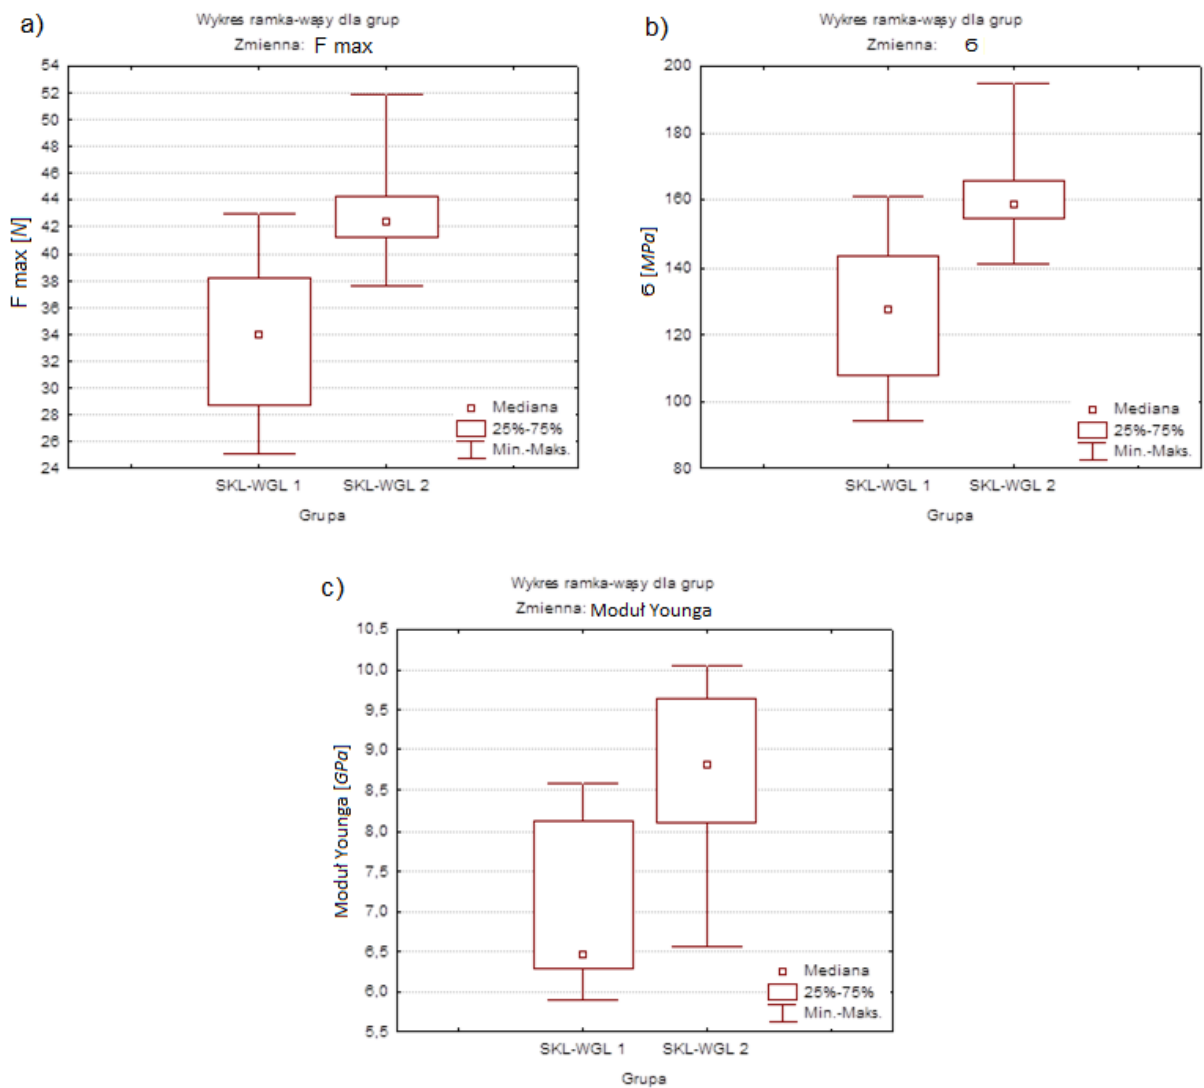 a)
Wykres ramka-wąsy dla grup
Zmienna: F max
F max [N]
54
52
50
48
46
44
42
40
38
36
34
32
30
28
26
24
Mediana
25%-75%
Min.-Maks.
SKL-WGL 1
SKL-WGL 2
Grupa
b)
Wykres ramka-wąsy dla grup
Zmienna: б
б [MPa]
200
180
160
140
120
100
80
Mediana
25%-75%
Min.-Maks.
SKL-WGL 1
SKL-WGL 2
Grupa
c)
Wykres ramka-wąsy dla grup
Zmienna: Moduł Younga
Moduł Younga [GPa]
10,5
10,0
9,5
9,0
8,5
8,0
7,5
7,0
6,5
6,0
5,5
Mediana
25%-75%
Min.-Maks.
SKL-WGL 1
SKL-WGL 2
Grupa